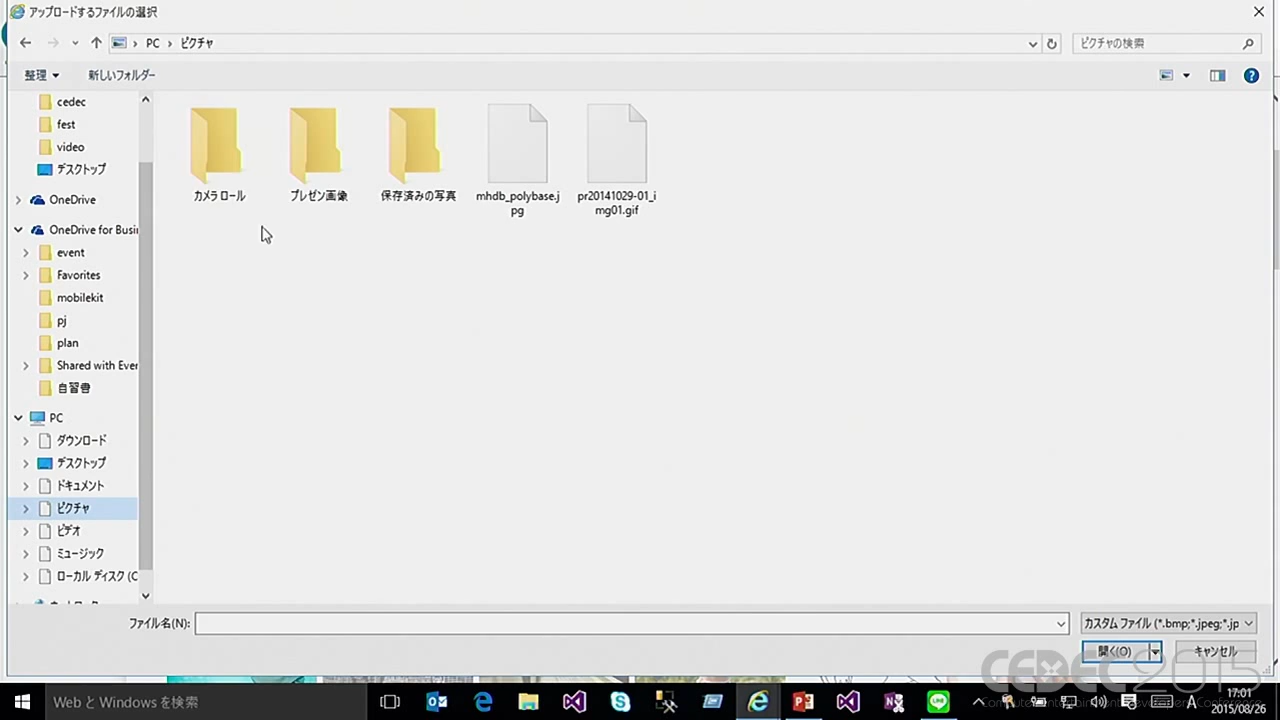 アップロードするファイルの選択
PC
ピクチャ
ピクチャの検索
整理
新しいフォルダー
cedec
fest
video
デスクトップ
OneDrive
OneDrive for Busi
event
Favorites
mobilekit
pj
plan
Shared with Ever
自習書
PC
ダウンロード
デスクトップ
ドキュメント
ピクチャ
ビデオ
ミュージック
ローカル ディスク (C
カメラ ロール
プレゼン画像
保存済みの写真
mhdb_polybase.j
pg
pr20141029-01_i
mg01.gif
ファイル名(N):
カスタム ファイル (*.bmp;*.jpeg;*.jp
開く(O)
キャンセル
CEDEC2015
Web と Windows を検索
17:01
2015/08/26